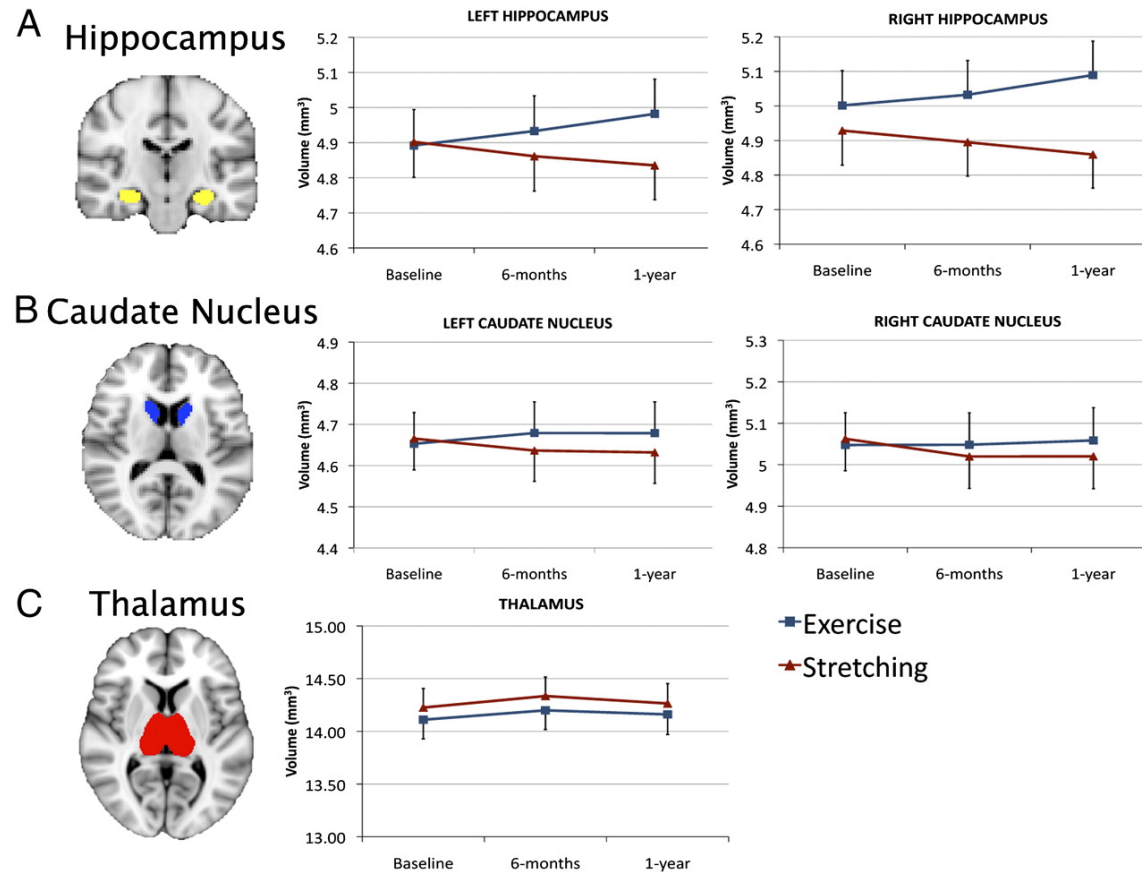 A
Hippocampus
LEFT HIPPOCAMPUS
5.2
5.1
5
4.9
4.8
4.7
4.6
Volume (mm³)
Baseline 6-months 1-year
RIGHT HIPPOCAMPUS
5.2
5.1
5
4.9
4.8
4.7
4.6
Volume (mm³)
Baseline 6-months 1-year
B Caudate Nucleus
LEFT CAUDATE NUCLEUS
4.9
4.8
4.7
4.6
4.5
4.4
Volume (mm³)
Baseline 6-months 1-year
RIGHT CAUDATE NUCLEUS
5.3
5.2
5.1
5
4.9
4.8
Volume (mm³)
Baseline 6-months 1-year
C Thalamus
THALAMUS
15.00
14.50
14.00
13.50
13.00
Volume (mm³)
Baseline 6-months 1-year
Exercise
Stretching